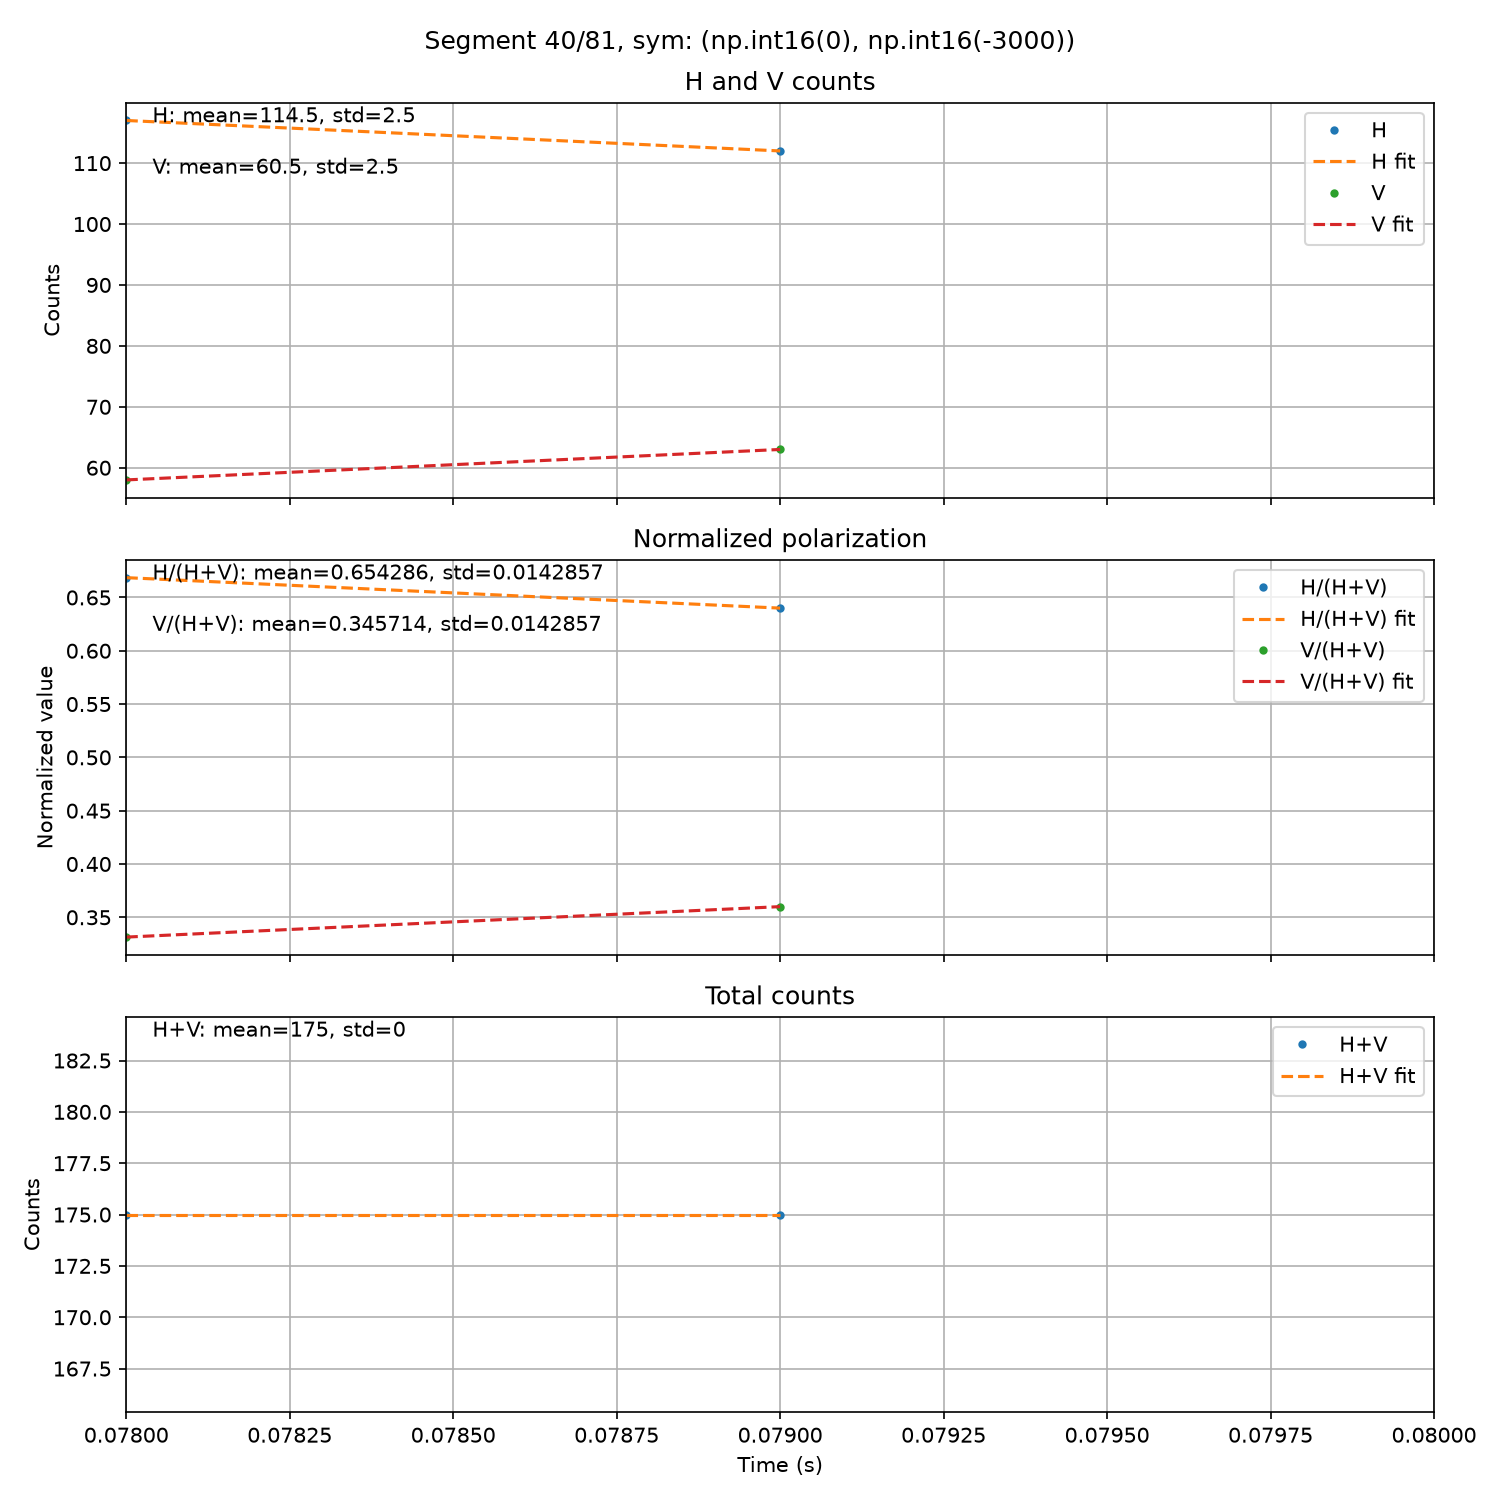 Segment 40/81, sym: (np.int16(0), np.int16(-3000))
H and V counts
H: mean=114.5, std=2.5
V: mean=60.5, std=2.5
H
H fit
V
V fit
110
100
90
80
70
60
Counts
Normalized polarization
H/(H+V): mean=0.654286, std=0.0142857
V/(H+V): mean=0.345714, std=0.0142857
H/(H+V)
H/(H+V) fit
V/(H+V)
V/(H+V) fit
0.65
0.60
0.55
0.50
0.45
0.40
0.35
Normalized value
Total counts
H+V: mean=175, std=0
H+V
H+V fit
182.5
180.0
177.5
175.0
172.5
170.0
167.5
Counts
0.07800 0.07825 0.07850 0.07875 0.07900 0.07925 0.07950 0.07975 0.08000
Time (s)